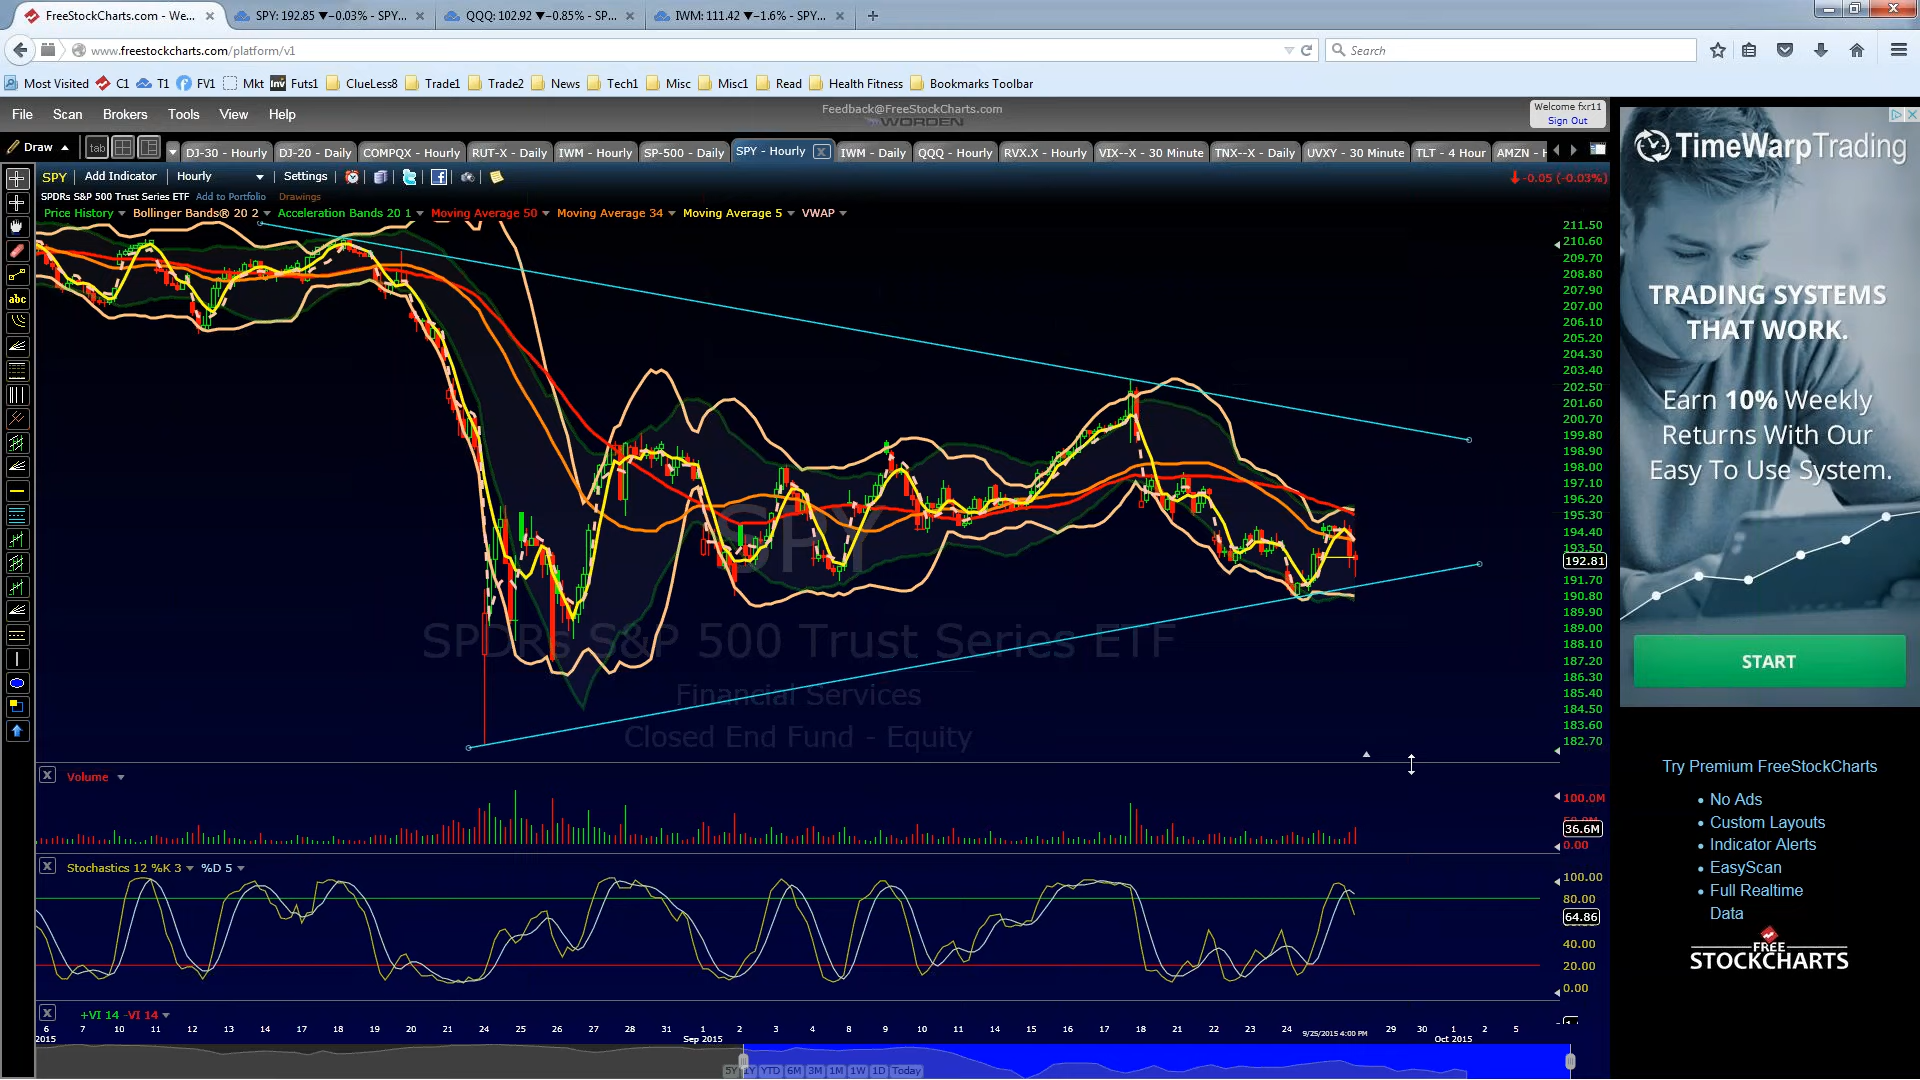 FreeStockCharts.com - We...
SPY: 192.85 ▼−0.03% - SPY...
QQQ: 102.92 ▼−0.85% - SP...
IWM: 111.42 ▼−1.6% - SPY...
www.freestockcharts.com/platform/v1
Search
Most Visited C1 T1 FV1 Mkt Inv Futs1 ClueLess8 Trade1 Trade2 News Tech1 Misc Misc1 Read Health Fitness Bookmarks Toolbar
File Scan Brokers Tools View Help
Feedback@FreeStockCharts.com
WORDEN
Welcome fxr11
Sign Out
Draw tab DJ-30 - Hourly DJ-20 - Daily COMPQX - Hourly RUT-X - Daily IWM - Hourly SP-500 - Daily SPY - Hourly IWM - Daily QQQ - Hourly RVX.X - Hourly VIX--X - 30 Minute TNX--X - Daily UVXY - 30 Minute TLT - 4 Hour AMZN - H
SPY Add Indicator Hourly Settings
-0.05 (-0.03%)
SPDRs S&P 500 Trust Series ETF Add to Portfolio Drawings
Price History Bollinger Bands® 20 2 Acceleration Bands 20 1 Moving Average 50 Moving Average 34 Moving Average 5 VWAP
abc
211.50
210.60
209.70
208.80
207.90
207.00
206.10
205.20
204.30
203.40
202.50
201.60
200.70
199.80
198.90
198.00
197.10
196.20
195.30
194.40
193.50
192.81
191.70
190.80
189.90
189.00
188.10
187.20
186.30
185.40
184.50
183.60
182.70
SPY
SPDRs S&P 500 Trust Series ETF
Financial Services
Closed End Fund - Equity
Volume
100.0M
36.6M
0.00
Stochastics 12 %K 3 %D 5
100.00
80.00
64.86
40.00
20.00
0.00
+VI 14 -VI 14
6 7 10 11 12 13 14 17 18 19 20 21 24 25 26 27 28 31 1 2 3 4 8 9 10 11 14 15 16 17 18 21 22 23 24 9/25/2015 4:00 PM 29 30 1 2 5
2015 Sep 2015 Oct 2015
5Y 1Y YTD 6M 3M 1M 1W 1D Today
TimeWarpTrading
TRADING SYSTEMS
THAT WORK.
Earn 10% Weekly
Returns With Our
Easy To Use System.
START
Try Premium FreeStockCharts
• No Ads
• Custom Layouts
• Indicator Alerts
• EasyScan
• Full Realtime
Data
FREE
STOCKCHARTS